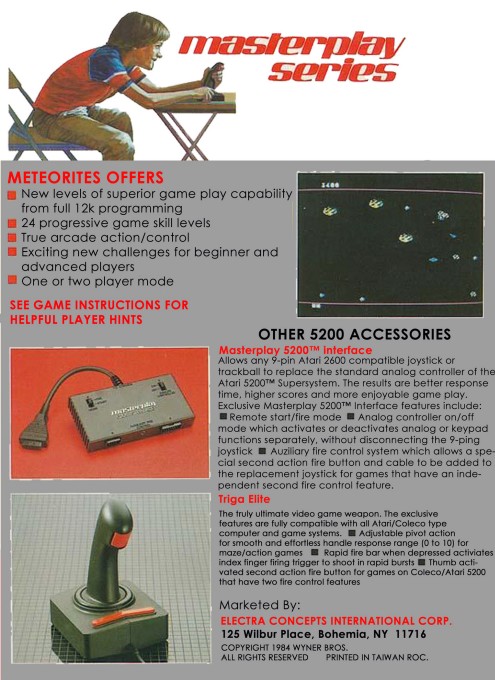 masterplay
series
METEORITES OFFERS
New levels of superior game play capability
from full 12k programming
24 progressive game skill levels
True arcade action/control
Exciting new challenges for beginner and
advanced players
One or two player mode
SEE GAME INSTRUCTIONS FOR
HELPFUL PLAYER HINTS
1400
OTHER 5200 ACCESSORIES
Masterplay 5200™ Interface
Allows any 9-pin Atari 2600 compatible joystick or
trackball to replace the standard analog controller of the
Atari 5200™ Supersystem. The results are better response
time, higher scores and more enjoyable game play.
Exclusive Masterplay 5200™ Interface features include:
Remote start/fire mode ■ Analog controller on/off
mode which activates or deactivates analog or keypad
functions separately, without disconnecting the 9-ping
joystick ■ Auziliary fire control system which allows a spe-
cial second action fire button and cable to be added to
the replacement joystick for games that have an inde-
pendent second fire control feature.
masterplay
Triga Elite
The truly ultimate video game weapon. The exclusive
features are fully compatible with all Atari/Coleco type
computer and game systems. ■ Adjustable pivot action
for smooth and effortless handle response range (0 to 10) for
maze/action games ■ Rapid fire bar when depressed activiates
index finger firing trigger to shoot in rapid bursts ■ Thumb acti-
vated second action fire button for games on Coleco/Atari 5200
that have two fire control features
Marketed By:
ELECTRA CONCEPTS INTERNATIONAL CORP.
125 Wilbur Place, Bohemia, NY 11716
COPYRIGHT 1984 WYNER BROS.
ALL RIGHTS RESERVED PRINTED IN TAIWAN ROC.